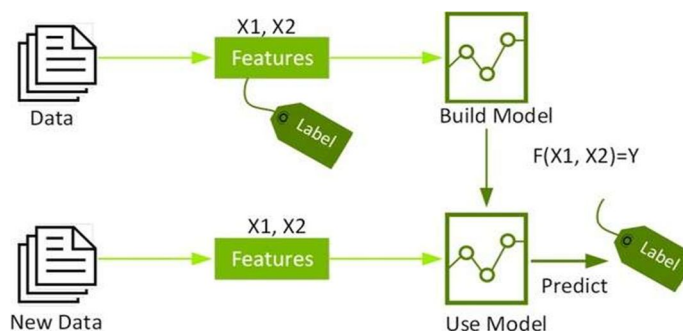 X1, X2
Features
Data
Label
Build Model
F(X1, X2)=Y
X1, X2
Features
Label
Predict
New Data
Use Model